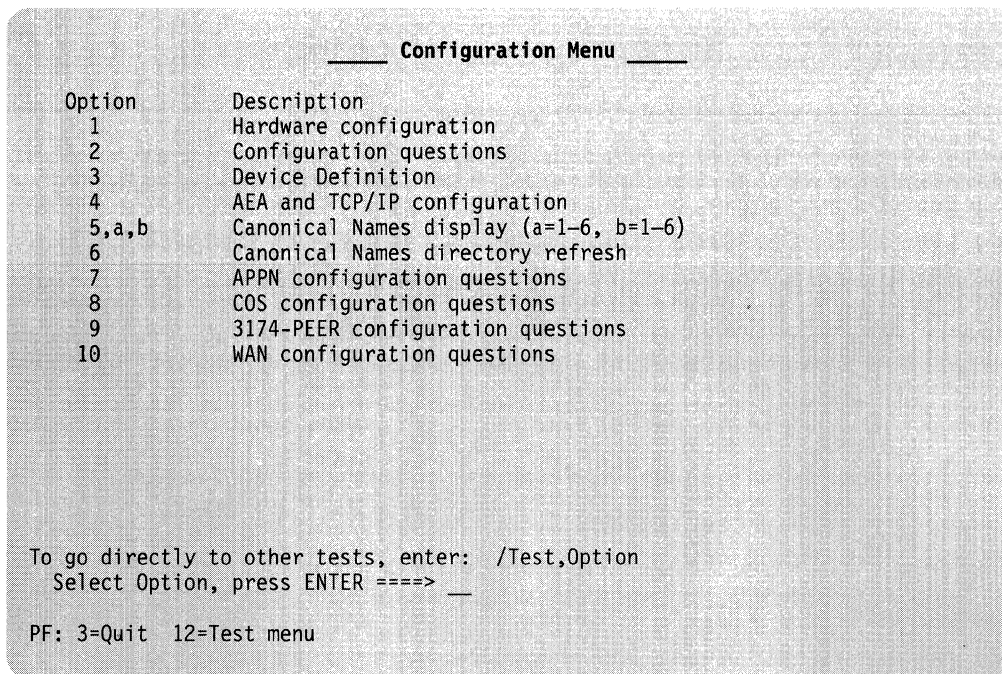 _____ Configuration Menu _____
Option Description
1 Hardware configuration
2 Configuration questions
3 Device Definition
4 AEA and TCP/IP configuration
5,a,b Canonical Names display (a=1–6, b=1–6)
6 Canonical Names directory refresh
7 APPN configuration questions
8 COS configuration questions
9 3174-PEER configuration questions
10 WAN configuration questions
To go directly to other tests, enter: /Test,Option
Select Option, press ENTER ====> __
PF: 3=Quit 12=Test menu